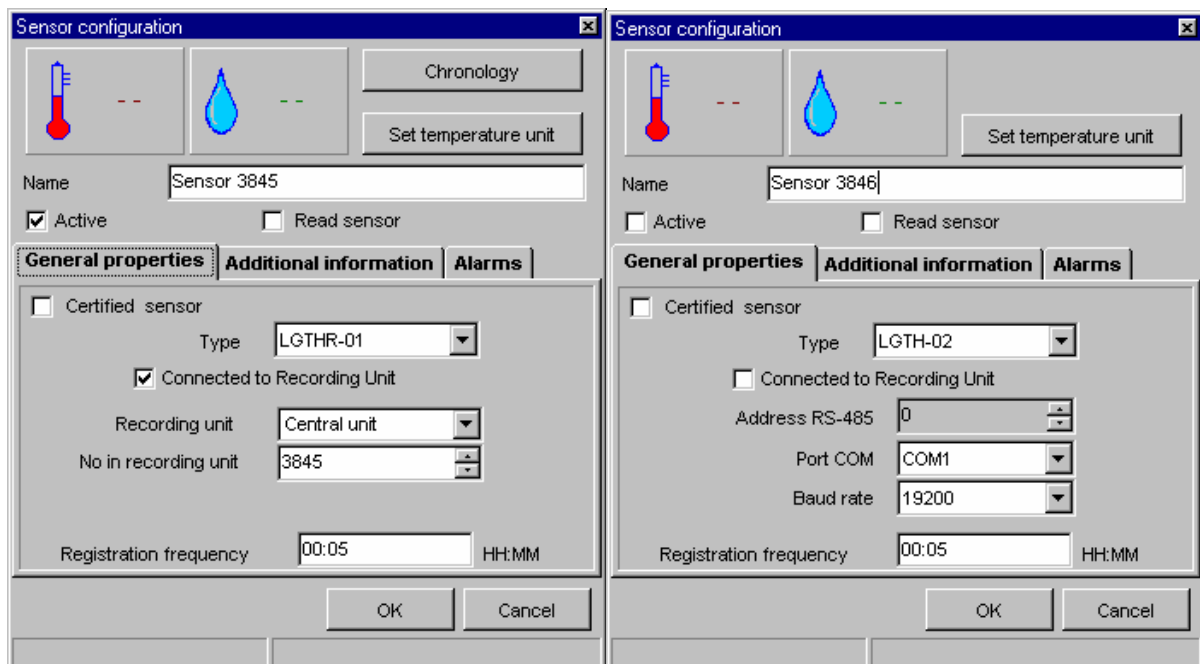 Sensor configuration
- -
- -
Chronology
Set temperature unit
Name
Sensor 3845
Active
Read sensor
General properties
Additional information
Alarms
Certified sensor
Type
LGTHR-01
Connected to Recording Unit
Recording unit
Central unit
No in recording unit
3845
Registration frequency
00:05
HH:MM
OK
Cancel
Sensor configuration
- -
- -
Set temperature unit
Name
Sensor 3846
Active
Read sensor
General properties
Additional information
Alarms
Certified sensor
Type
LGTH-02
Connected to Recording Unit
Address RS-485
0
Port COM
COM1
Baud rate
19200
Registration frequency
00:05
HH:MM
OK
Cancel